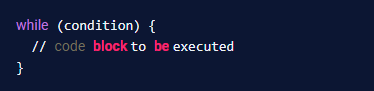 while (condition) {
// code block to be executed
}